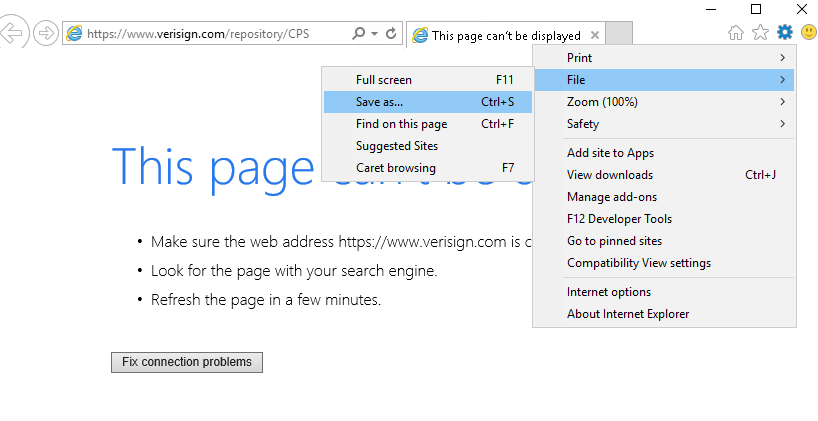 https://www.verisign.com/repository/CPS
This page can't be displayed
Print
File
Zoom (100%)
Safety
Add site to Apps
View downloads Ctrl+J
Manage add-ons
F12 Developer Tools
Go to pinned sites
Compatibility View settings
Internet options
About Internet Explorer
Full screen F11
Save as... Ctrl+S
Find on this page Ctrl+F
Suggested Sites
Caret browsing F7
This page
• Make sure the web address https://www.verisign.com is
• Look for the page with your search engine.
• Refresh the page in a few minutes.
Fix connection problems